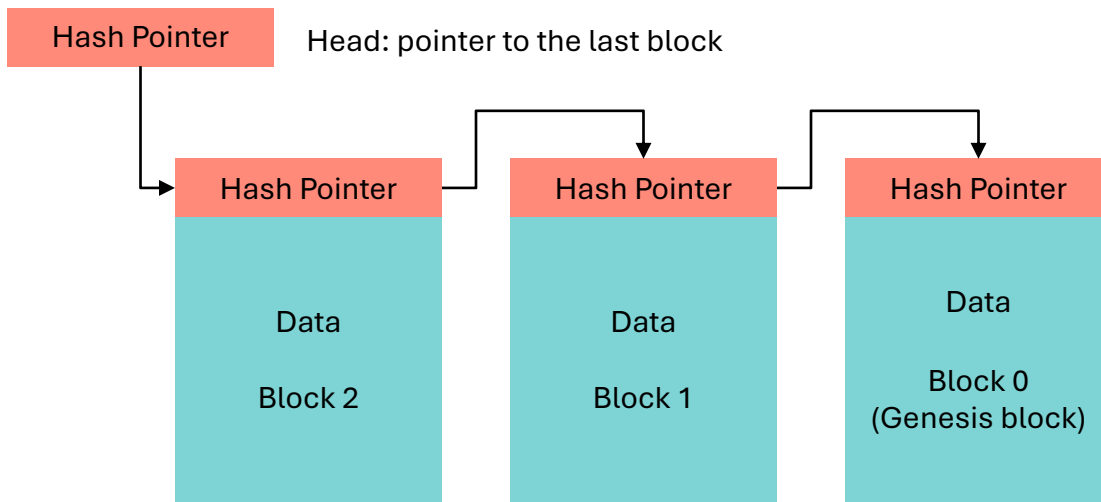 Hash Pointer
Head: pointer to the last block
Hash Pointer
Hash Pointer
Hash Pointer
Data
Block 2
Data
Block 1
Data
Block 0
(Genesis block)